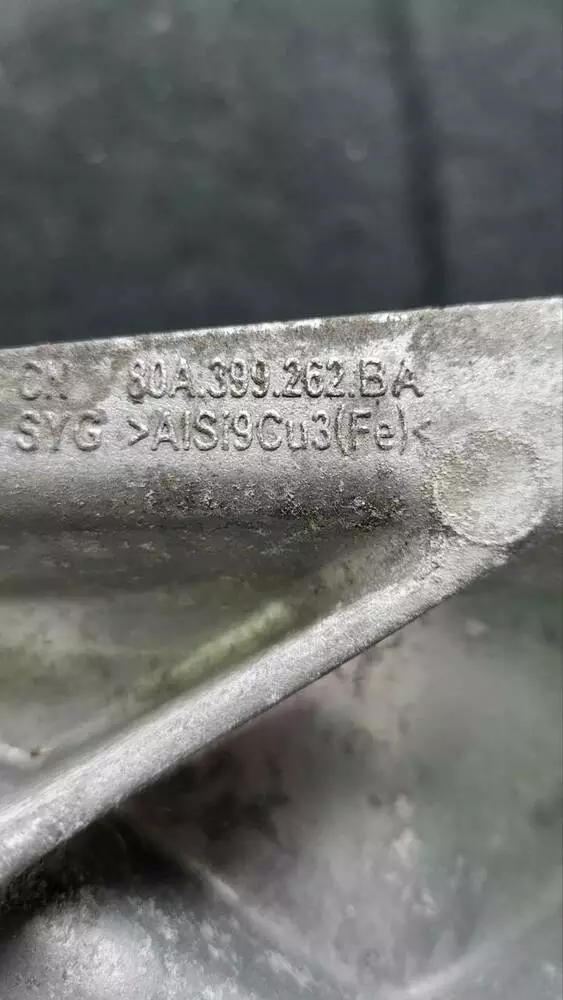 CN 80A.399.262.BA
SYG >AlSi9Cu3(Fe)<